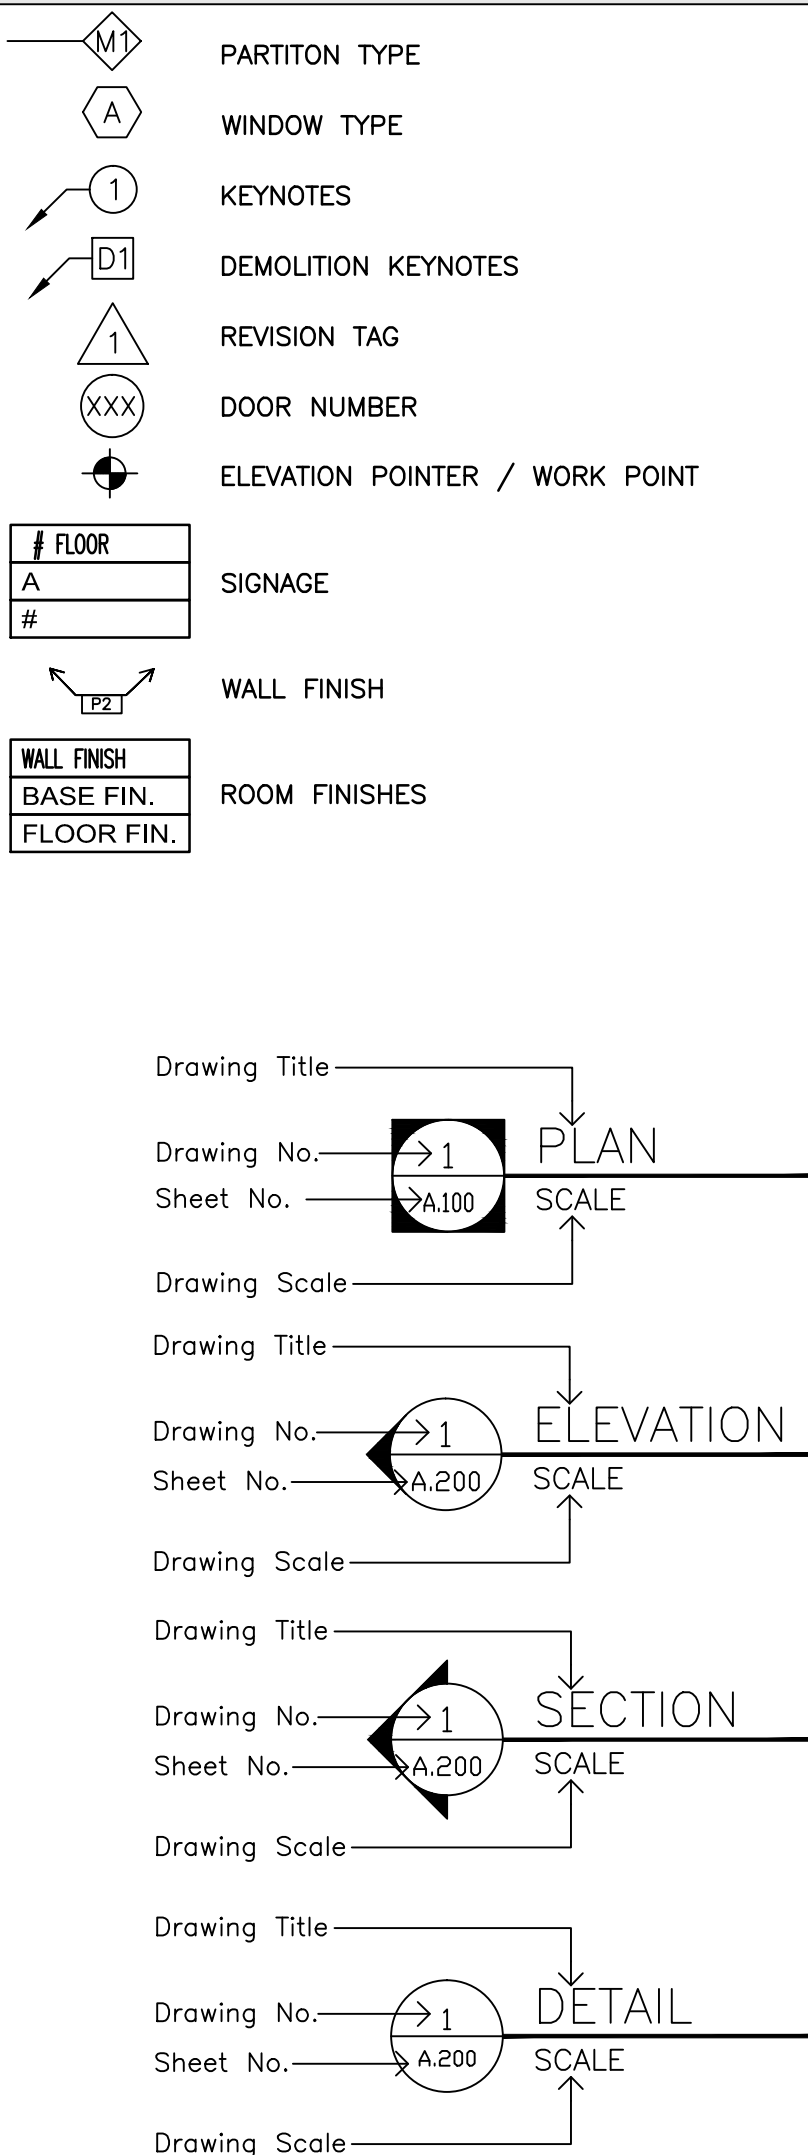 M1 PARTITON TYPE
A WINDOW TYPE
1 KEYNOTES
D1 DEMOLITION KEYNOTES
1 REVISION TAG
XXX DOOR NUMBER
ELEVATION POINTER / WORK POINT
# FLOOR
A
SIGNAGE
#
P2 WALL FINISH
WALL FINISH
BASE FIN.
ROOM FINISHES
FLOOR FIN.
Drawing Title
Drawing No. 1 PLAN
Sheet No. A.100 SCALE
Drawing Scale
Drawing Title
Drawing No. 1 ELEVATION
Sheet No. A.200 SCALE
Drawing Scale
Drawing Title
Drawing No. 1 SECTION
Sheet No. A.200 SCALE
Drawing Scale
Drawing Title
Drawing No. 1 DETAIL
Sheet No. A.200 SCALE
Drawing Scale